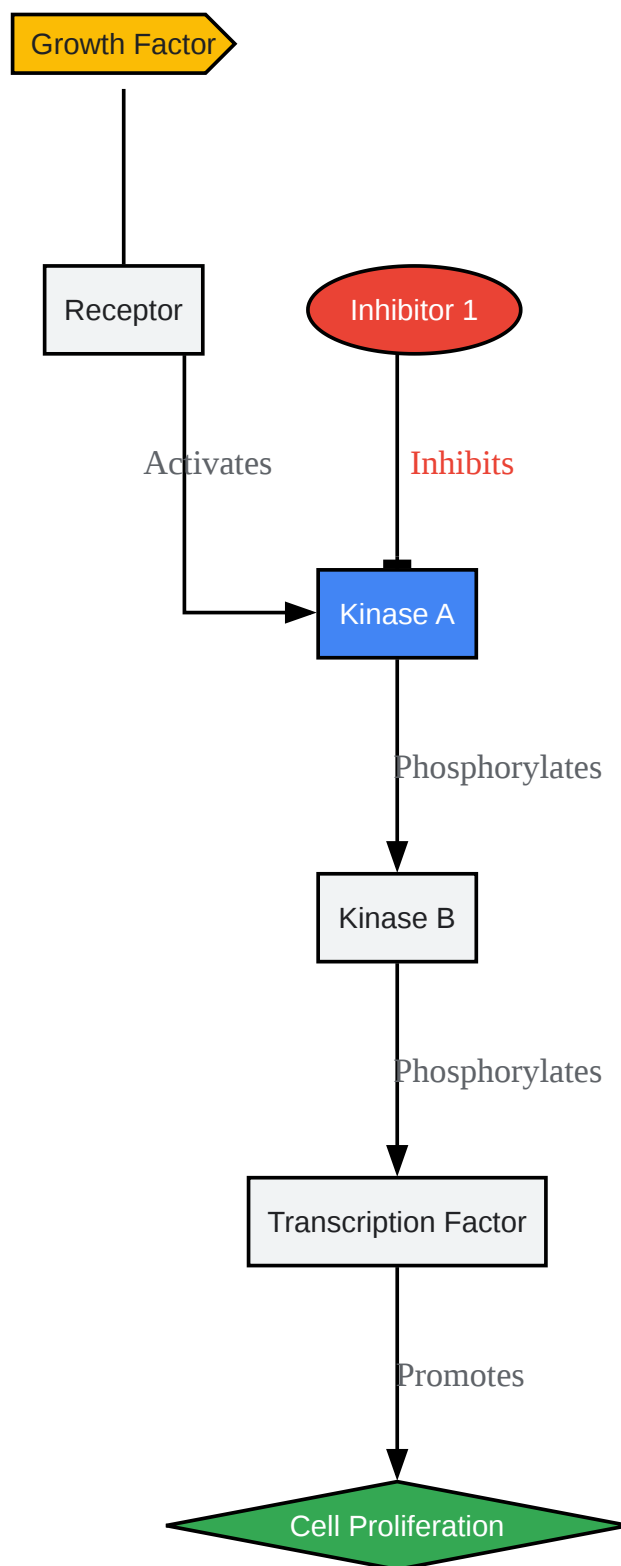 Growth Factor
Receptor
Inhibitor 1
Activates
Inhibits
Kinase A
Phosphorylates
Kinase B
Phosphorylates
Transcription Factor
Promotes
Cell Proliferation